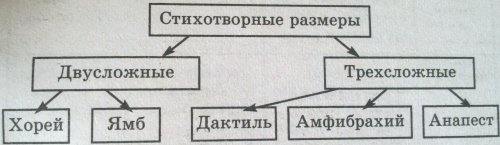 Стихотворные размеры
Двусложные Трехсложные
Хорей Ямб Дактиль Амфибрахий Анапест